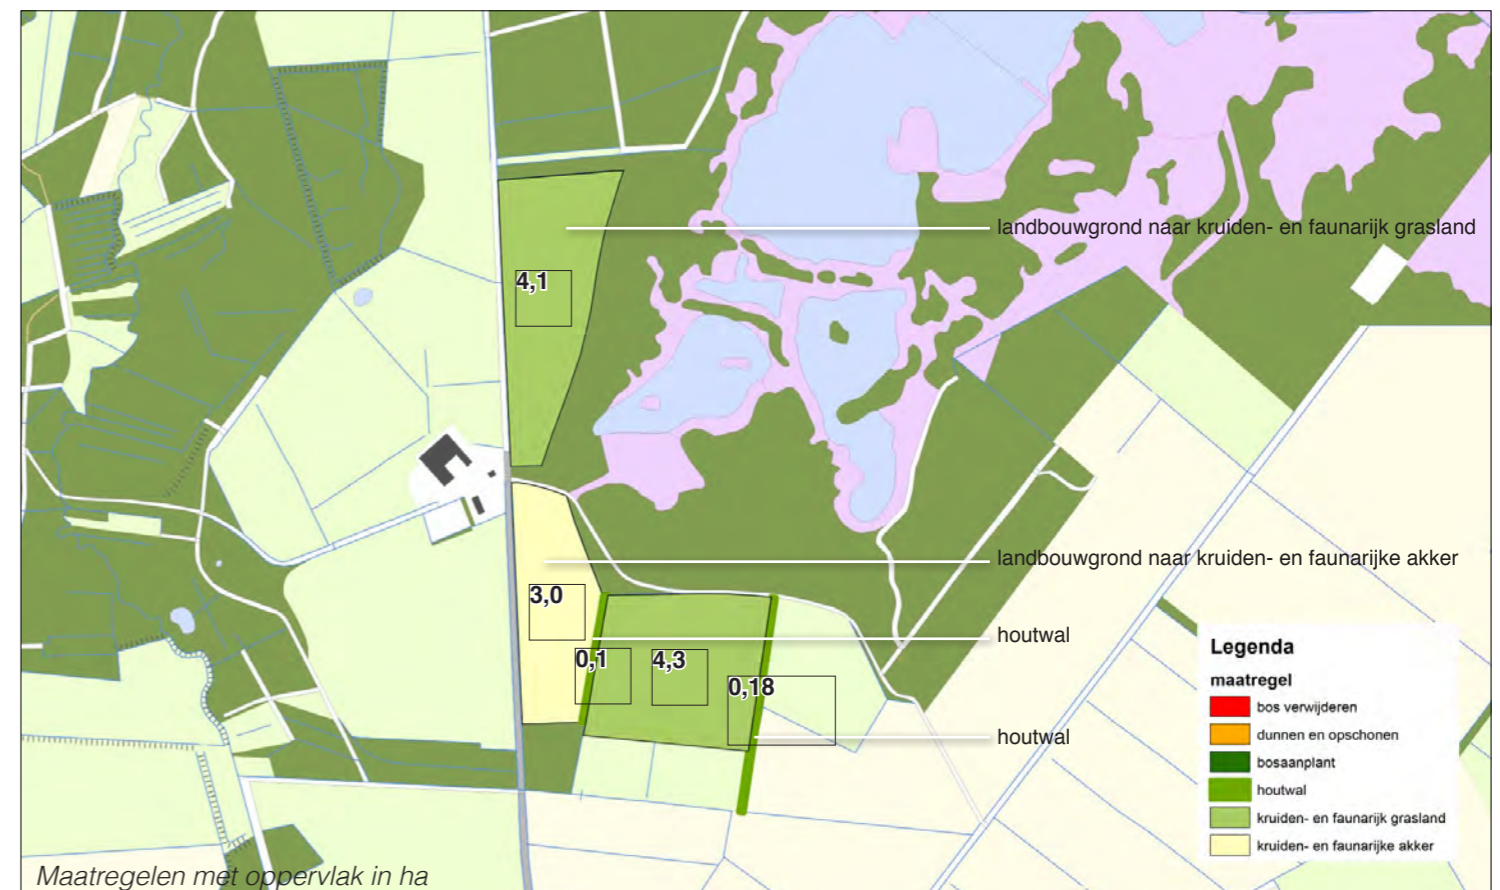 landbouwgrond naar kruiden- en faunarijk grasland
4,1
landbouwgrond naar kruiden- en faunarijke akker
3,0
houtwal
0,1
4,3
0,18
houtwal
Legenda
maatregel
bos verwijderen
dunnen en opschonen
bosaanplant
houtwal
kruiden- en faunarijk grasland
kruiden- en faunarijke akker
Maatregelen met oppervlak in ha